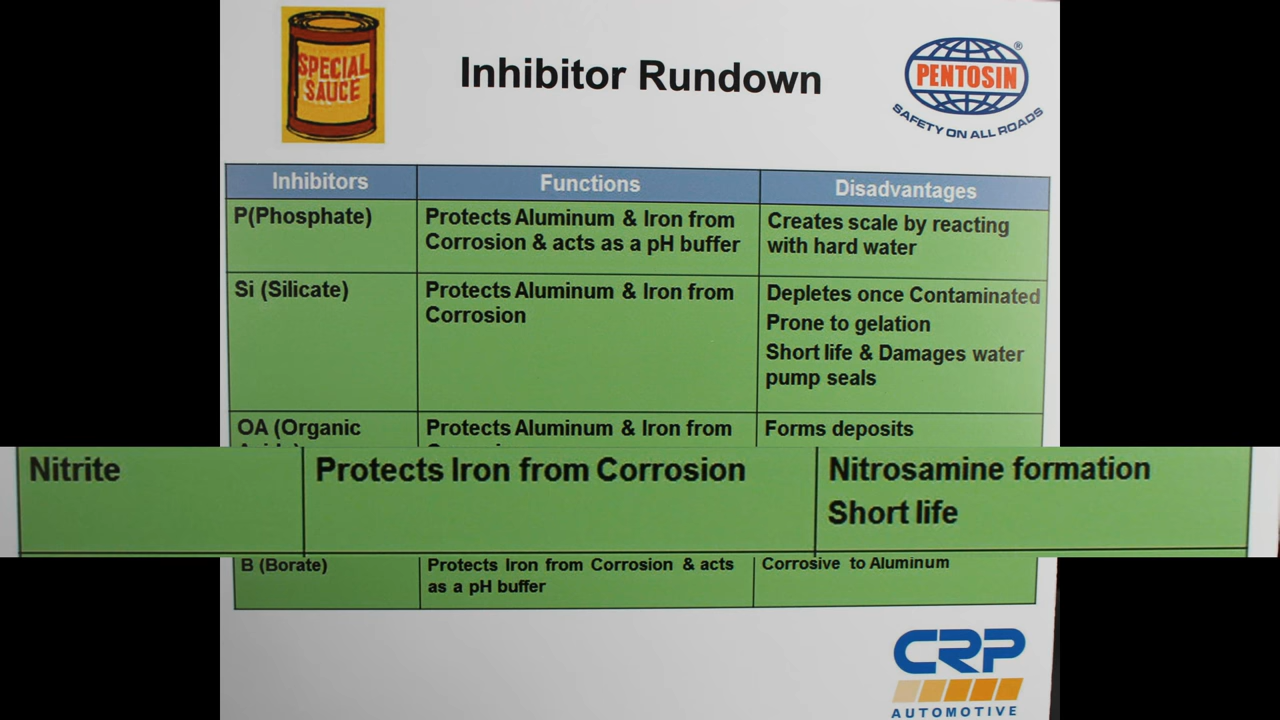 SPECIAL
SAUCE
Inhibitor Rundown
PENTOSIN®
SAFETY ON ALL ROADS
Inhibitors Functions Disadvantages
P(Phosphate) Protects Aluminum & Iron from Creates scale by reacting
Corrosion & acts as a pH buffer with hard water
Si (Silicate) Protects Aluminum & Iron from Depletes once Contaminated
Corrosion Prone to gelation
Short life & Damages water
pump seals
OA (Organic Protects Aluminum & Iron from Forms deposits
Nitrite Protects Iron from Corrosion Nitrosamine formation
Short life
B (Borate) Protects Iron from Corrosion & acts Corrosive to Aluminum
as a pH buffer
CRP
AUTOMOTIVE